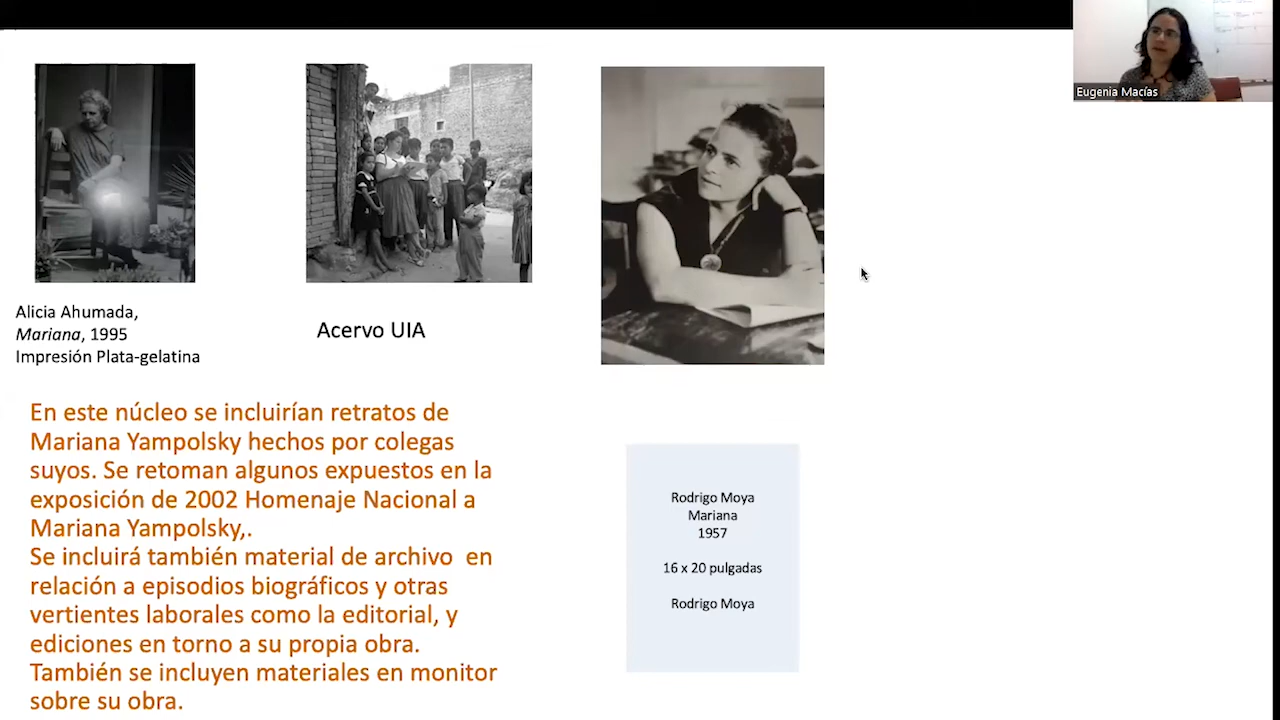 Eugenia Macías
Alicia Ahumada,
Mariana, 1995
Impresión Plata-gelatina
Acervo UIA
En este núcleo se incluirían retratos de
Mariana Yampolsky hechos por colegas
suyos. Se retoman algunos expuestos en la
exposición de 2002 Homenaje Nacional a
Mariana Yampolsky,.
Se incluirá también material de archivo  en
relación a episodios biográficos y otras
vertientes laborales como la editorial, y
ediciones en torno a su propia obra.
También se incluyen materiales en monitor
sobre su obra.
Rodrigo Moya
Mariana
1957
16 x 20 pulgadas
Rodrigo Moya